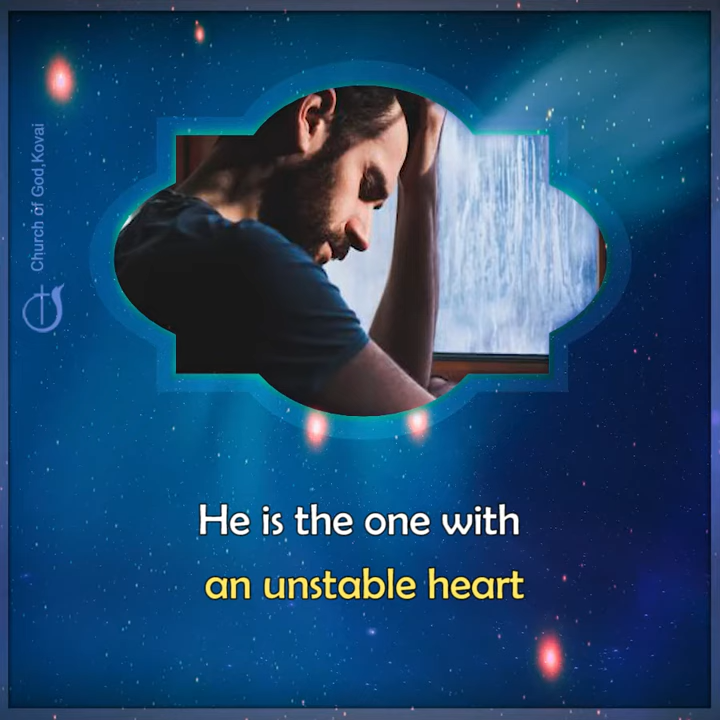 Church of God,Kovai
He is the one with
an unstable heart